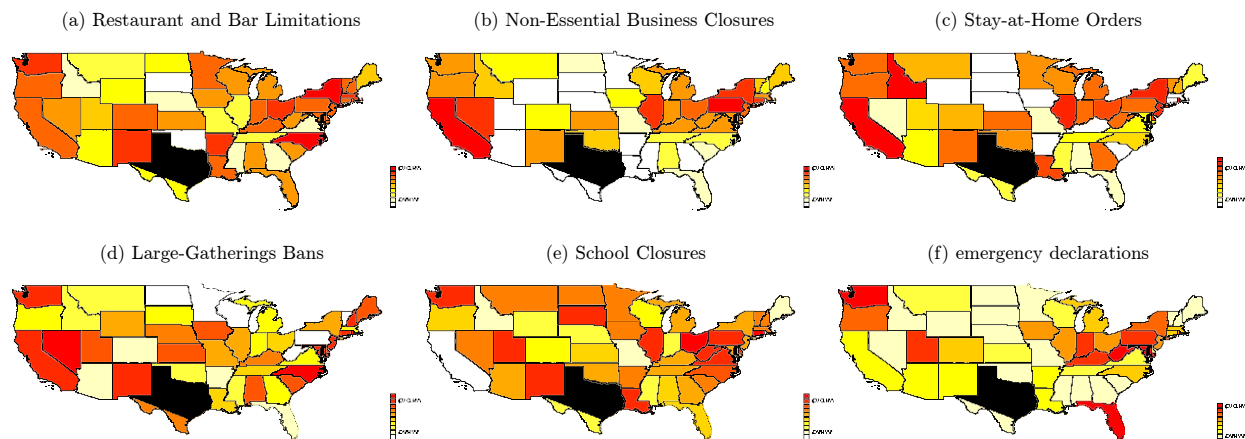 (a) Restaurant and Bar Limitations
(b) Non-Essential Business Closures
(c) Stay-at-Home Orders
(d) Large-Gatherings Bans
(e) School Closures
(f) emergency declarations